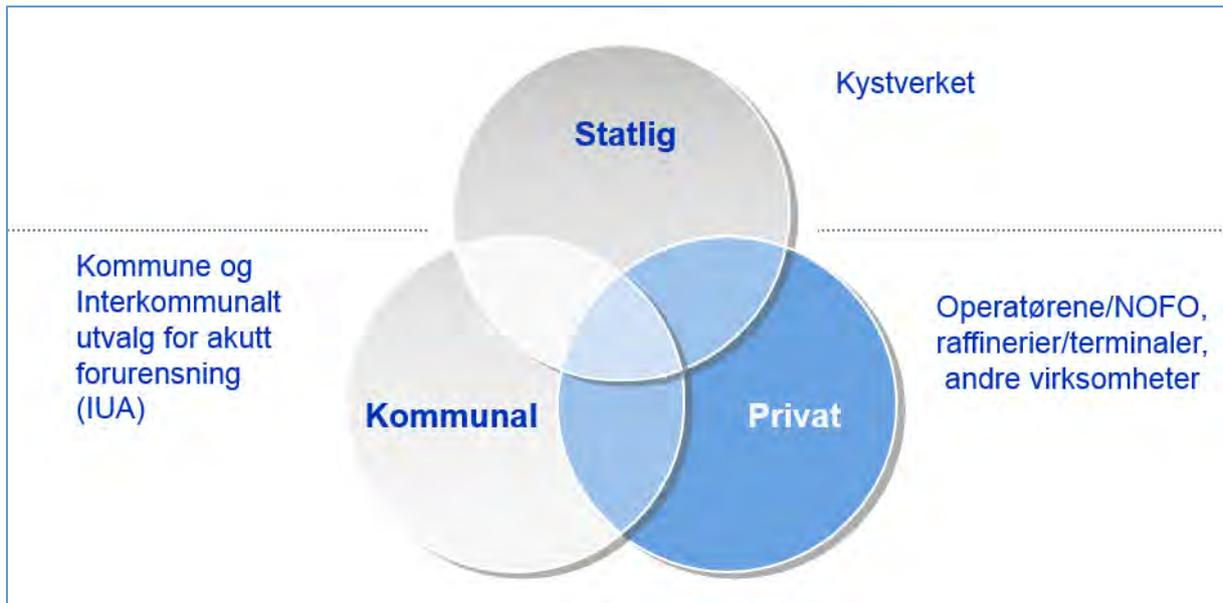 Kystverket
Statlig
Kommune og
Interkommunalt
utvalg for akutt
forurensning
(IUA)
Operatørene/NOFO,
raffinerier/terminaler,
andre virksomheter
Kommunal
Privat